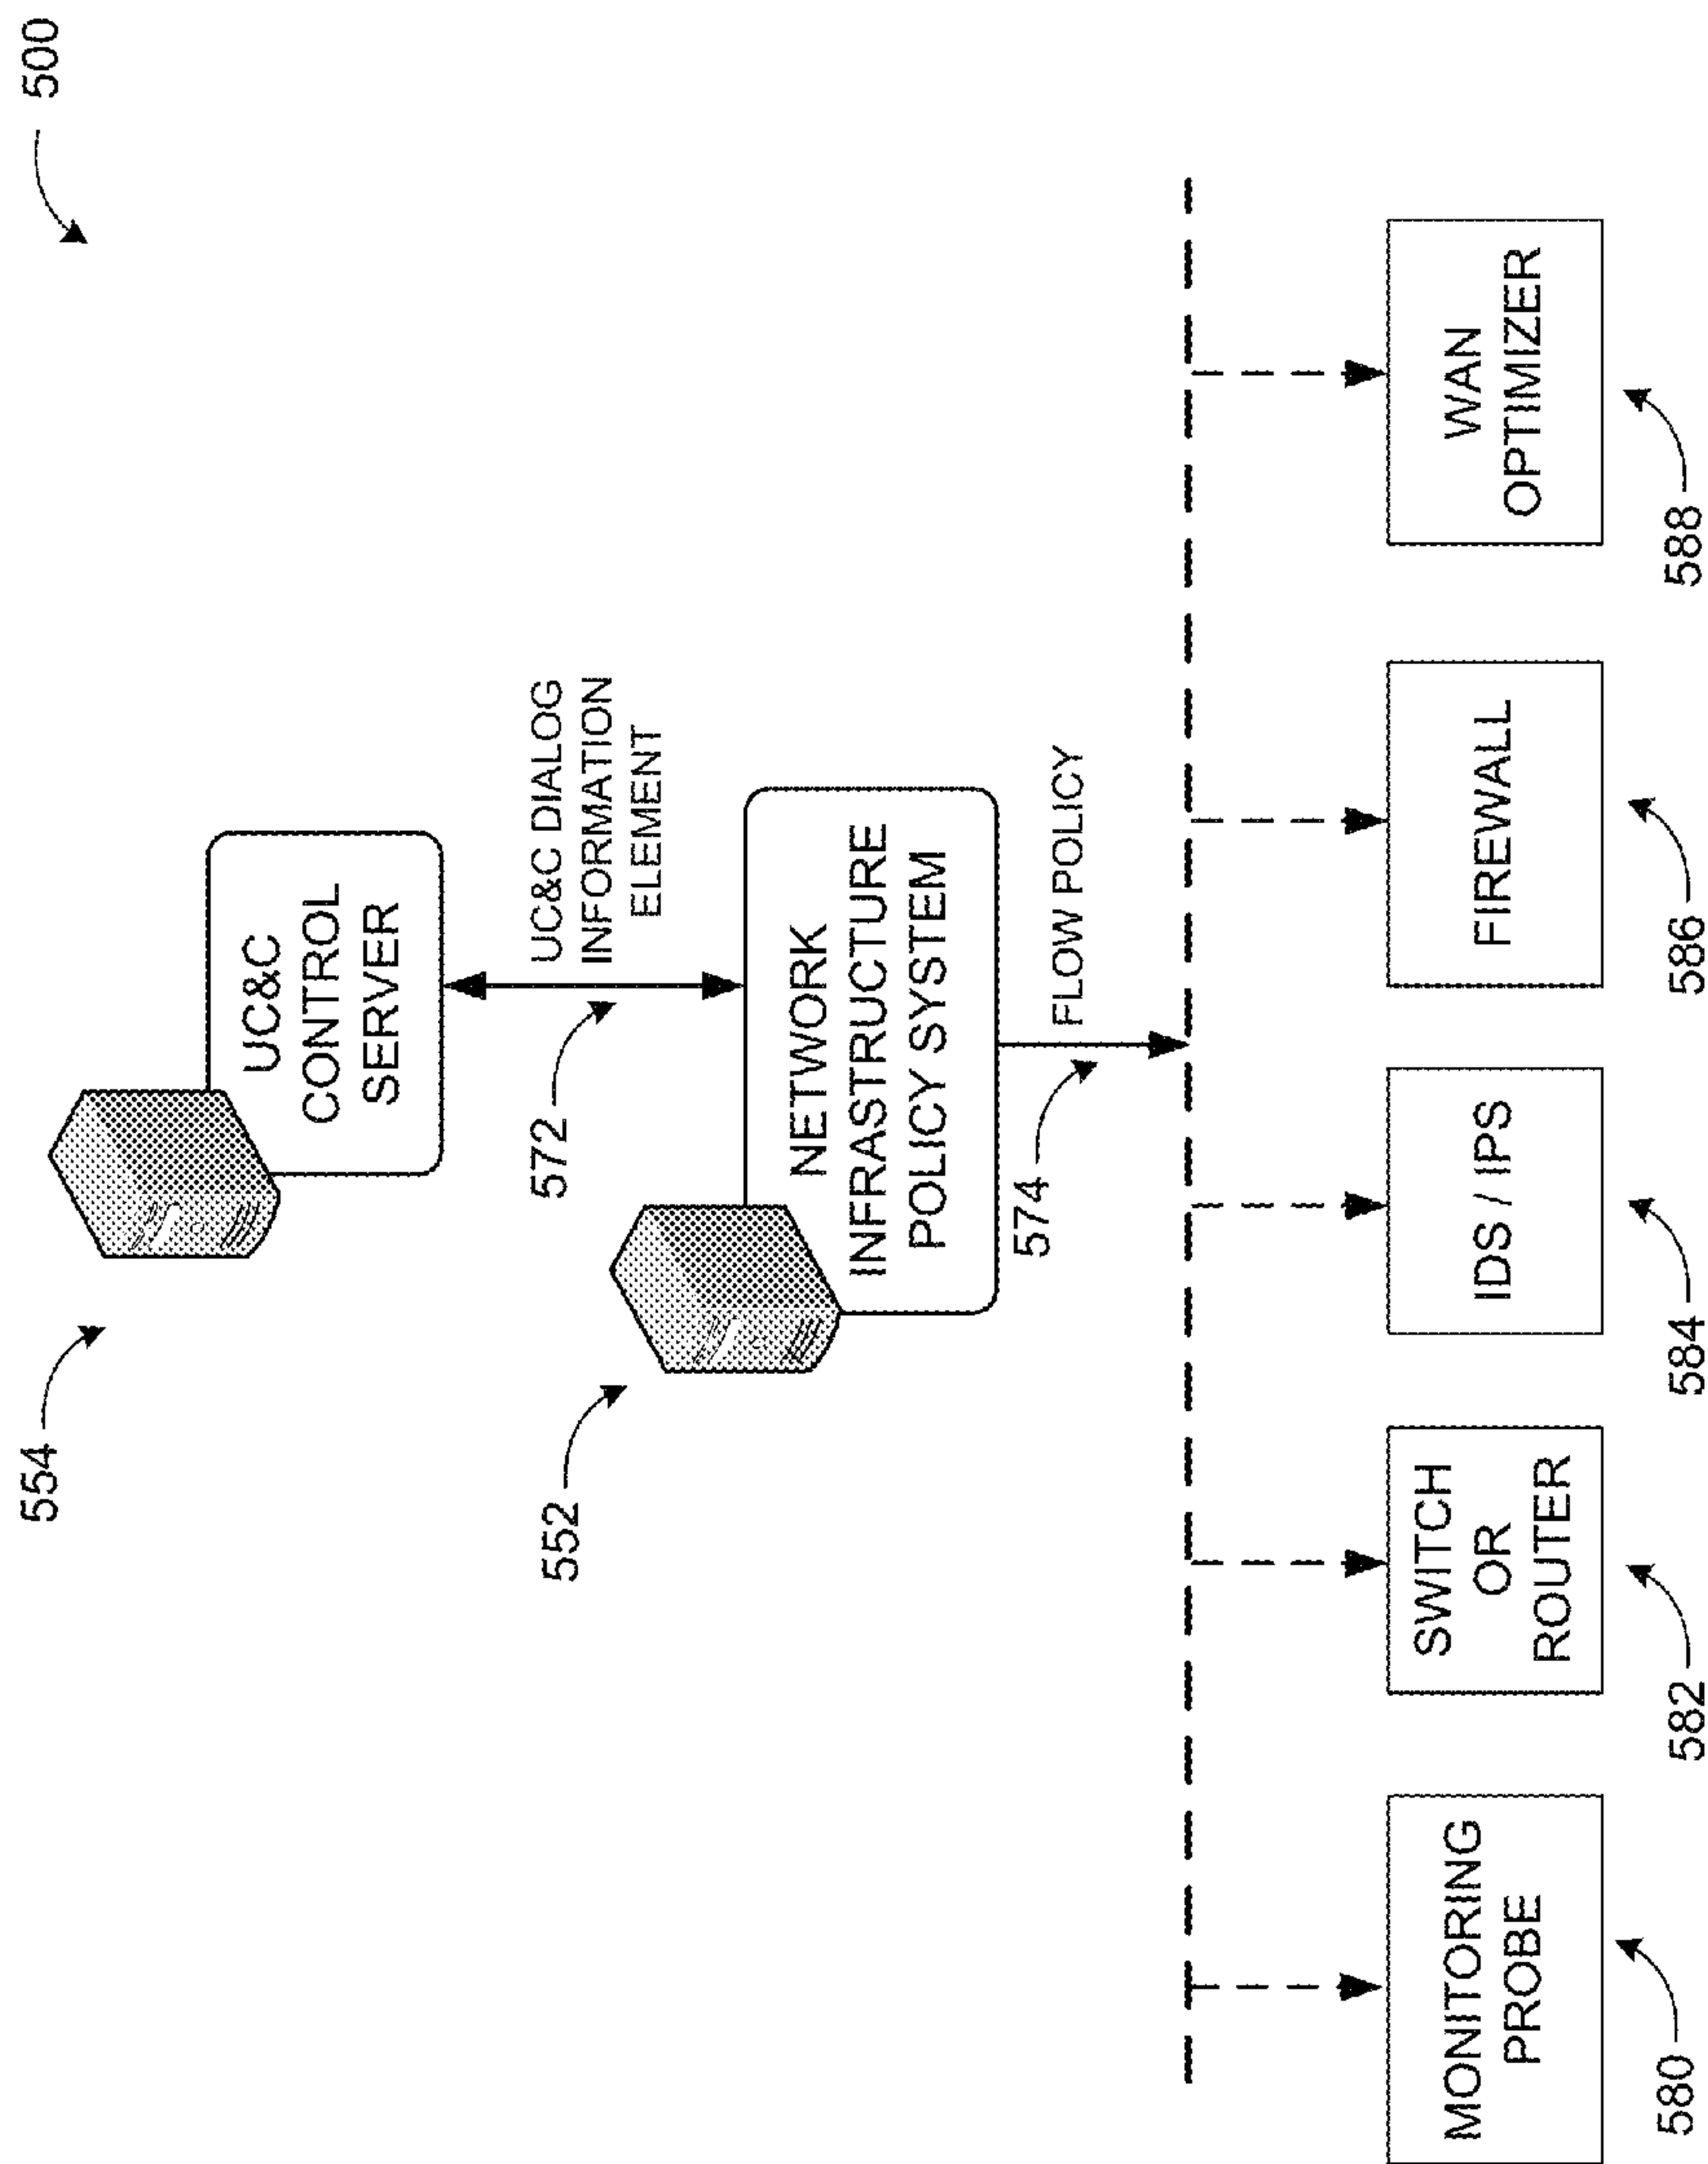 500
554
UC&C
CONTROL
SERVER
572
UC&C DIALOG
INFORMATION
ELEMENT
552
NETWORK
INFRASTRUCTURE
POLICY SYSTEM
574
FLOW POLICY
MONITORING
PROBE
580
SWITCH
OR
ROUTER
582
IDS / IPS
584
FIREWALL
586
WAN
OPTIMIZER
588